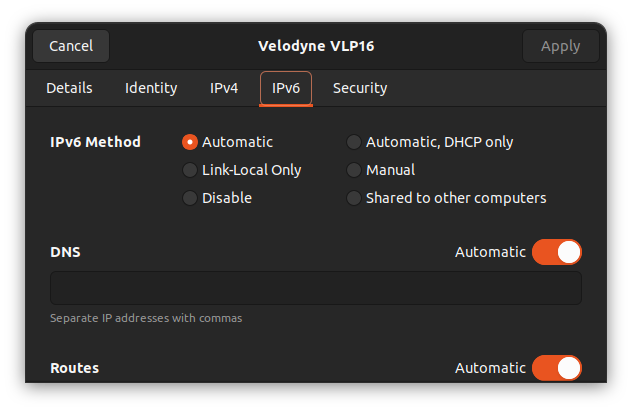 Cancel Velodyne VLP16 Apply
Details Identity IPv4 IPv6 Security
IPv6 Method Automatic Automatic, DHCP only
Link-Local Only Manual
Disable Shared to other computers
DNS Automatic
Separate IP addresses with commas
Routes Automatic